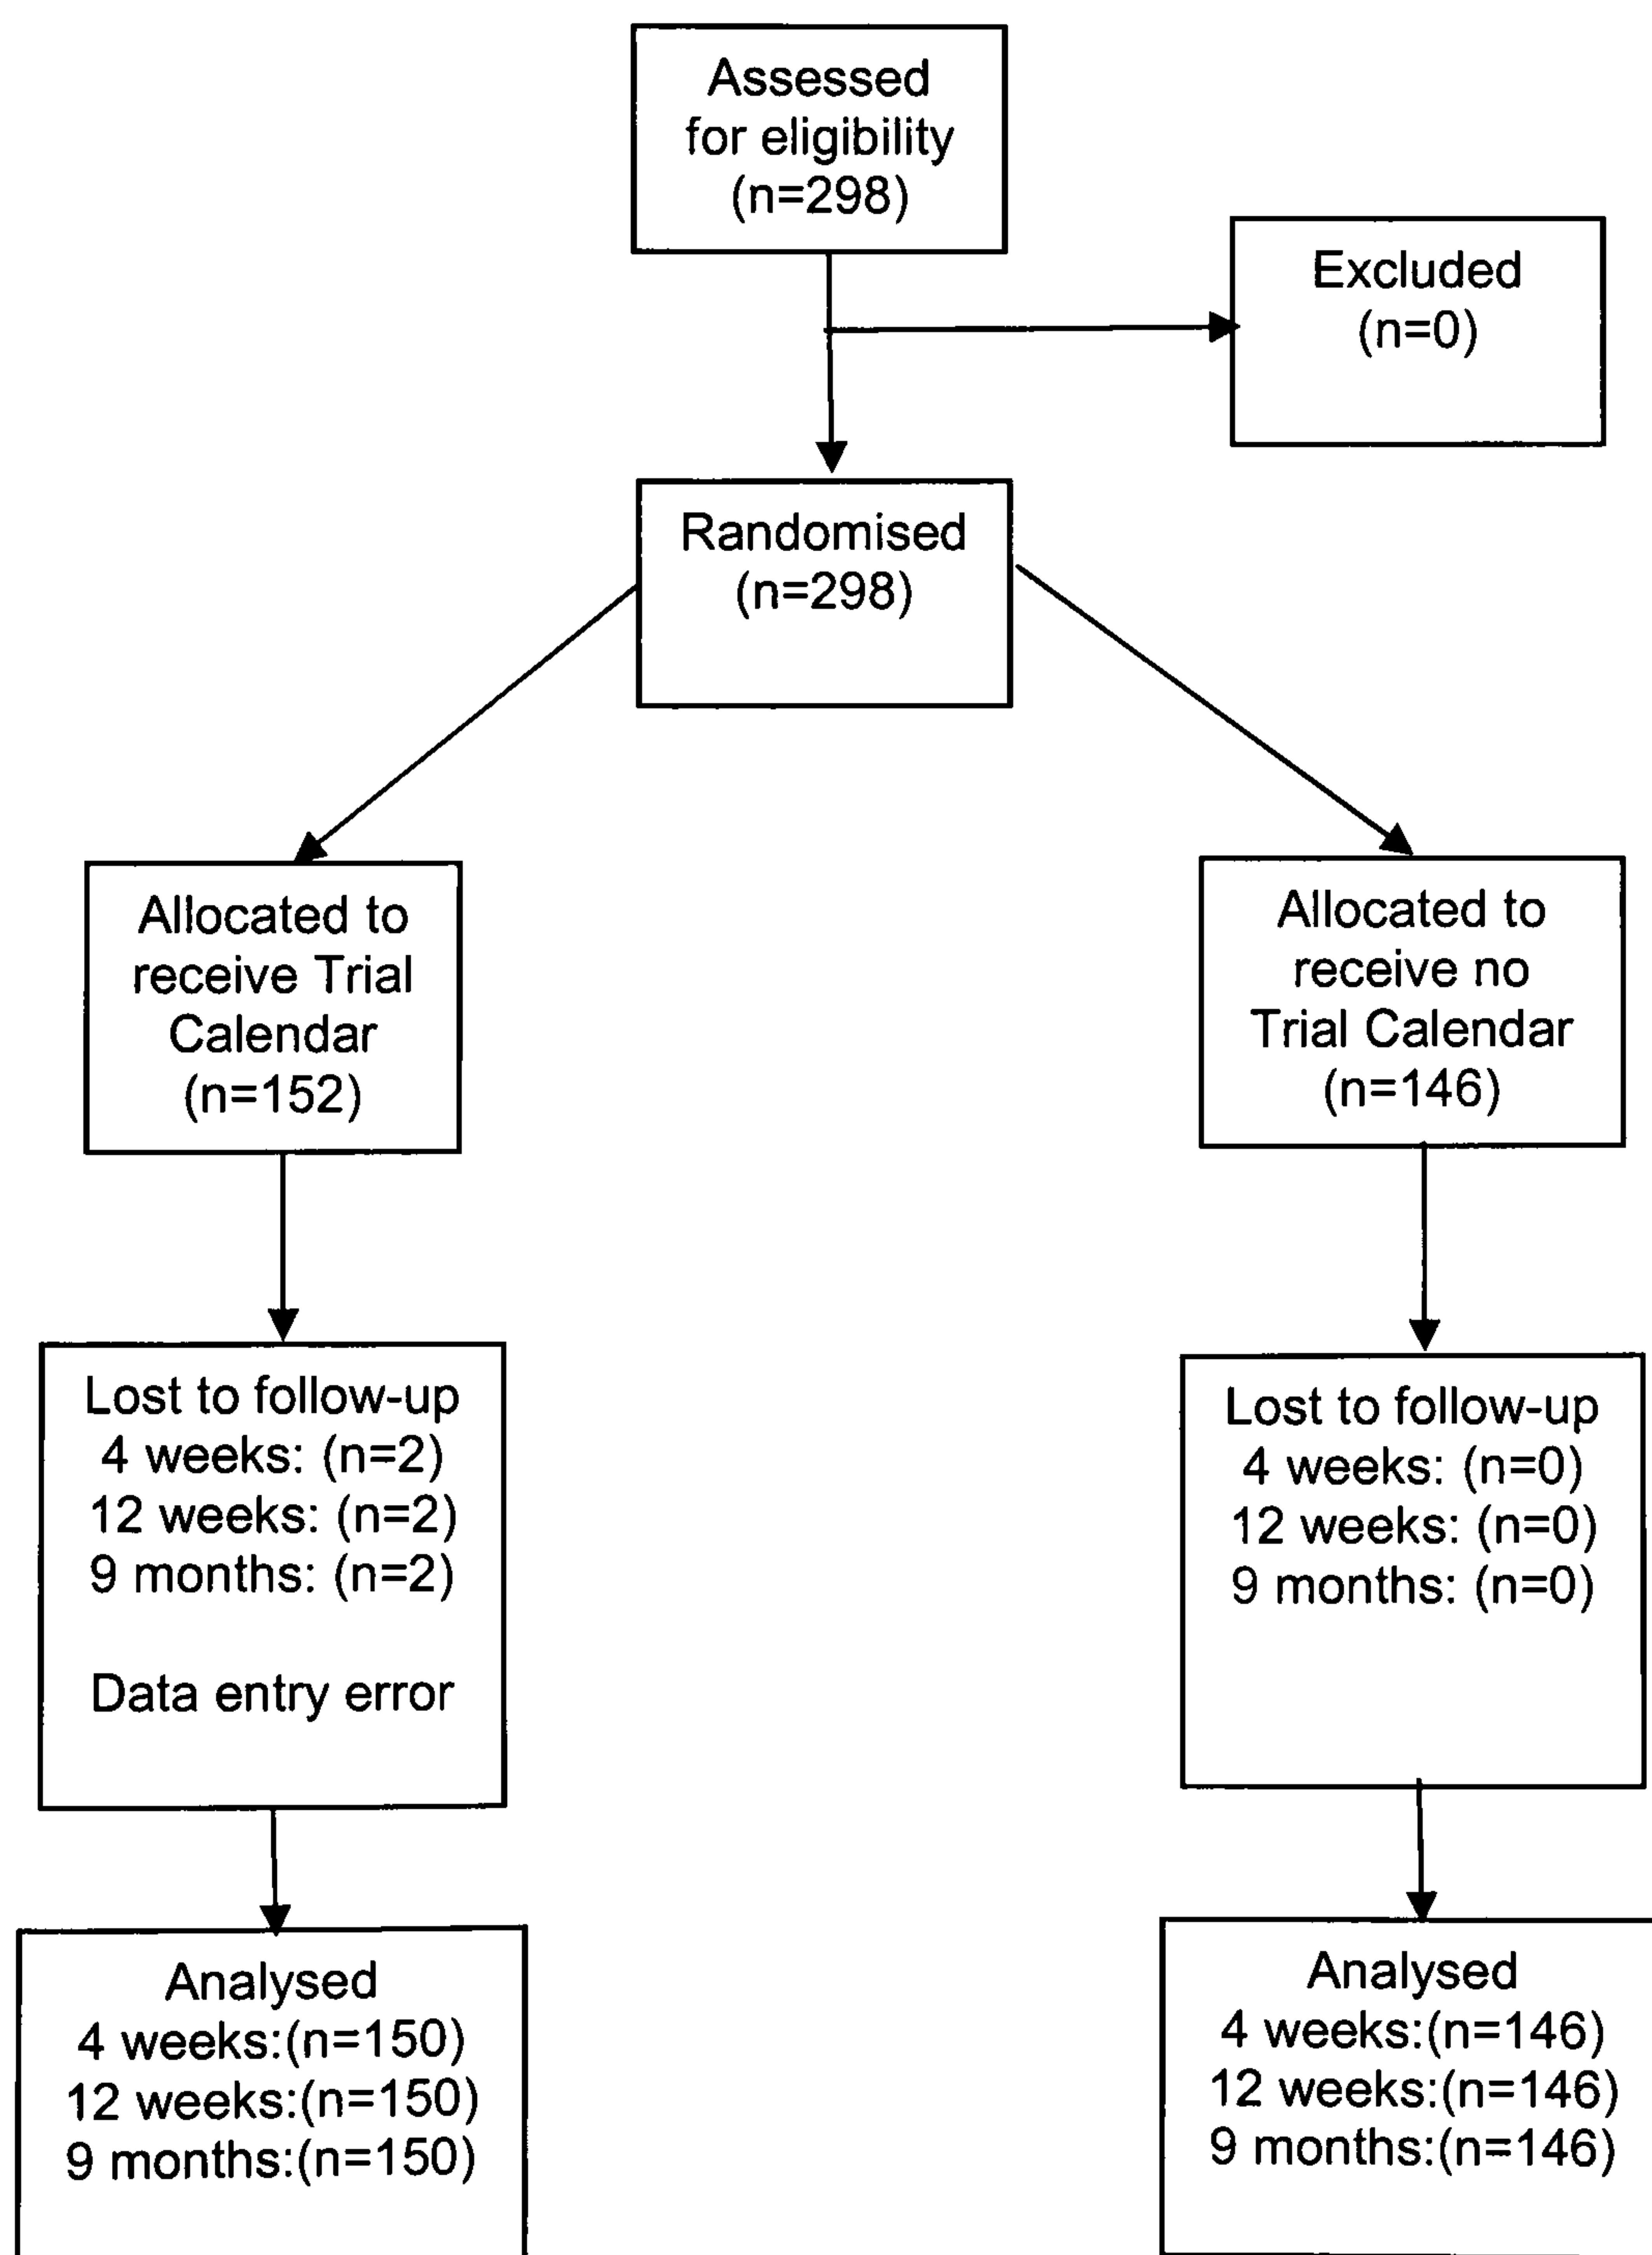 Assessed
for eligibility
(n=298)
Excluded
(n=0)
Randomised
(n=298)
Allocated to
receive Trial
Calendar
(n=152)
Allocated to
receive no
Trial Calendar
(n=146)
Lost to follow-up
4 weeks: (n=2)
12 weeks: (n=2)
9 months: (n=2)
Data entry error
Lost to follow-up
4 weeks: (n=0)
12 weeks: (n=0)
9 months: (n=0)
Analysed
4 weeks:(n=150)
12 weeks:(n=150)
9 months:(n=150)
Analysed
4 weeks:(n=146)
12 weeks:(n=146)
9 months:(n=146)